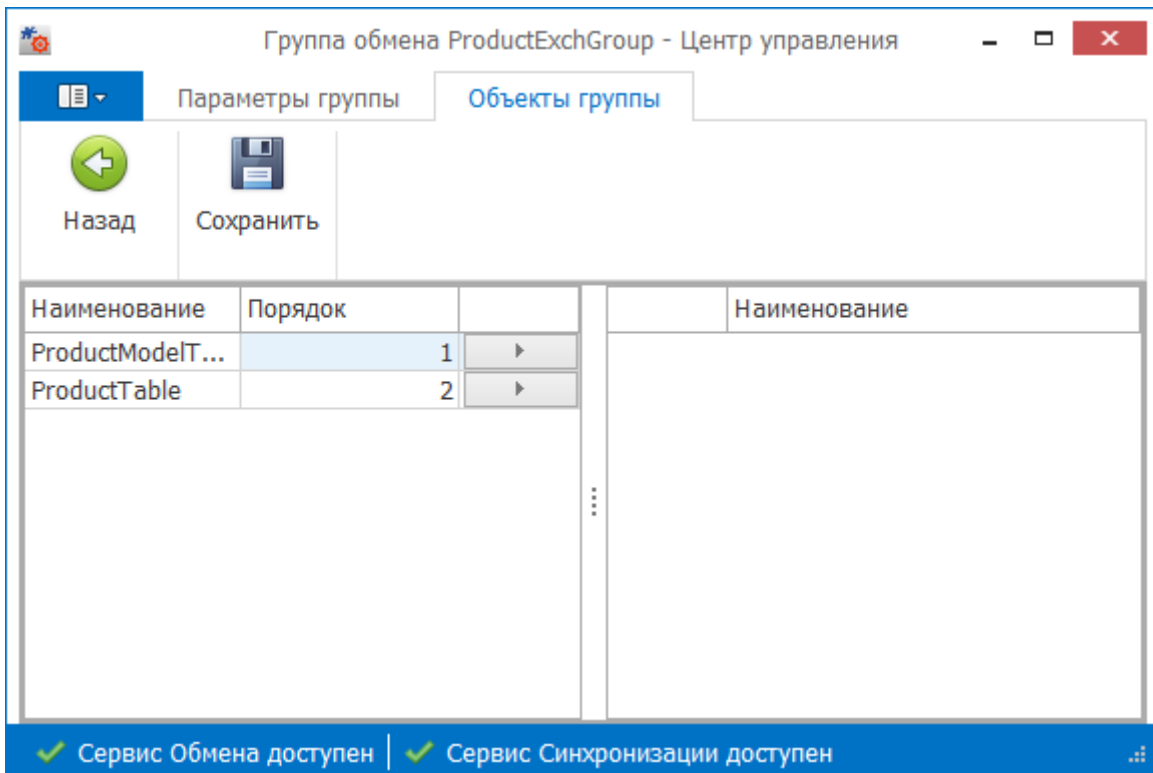 Группа обмена ProductExchGroup - Центр управления
Параметры группы Объекты группы
Назад Сохранить
Наименование Порядок Наименование
ProductModelT... 1
ProductTable 2
Сервис Обмена доступен Сервис Синхронизации доступен